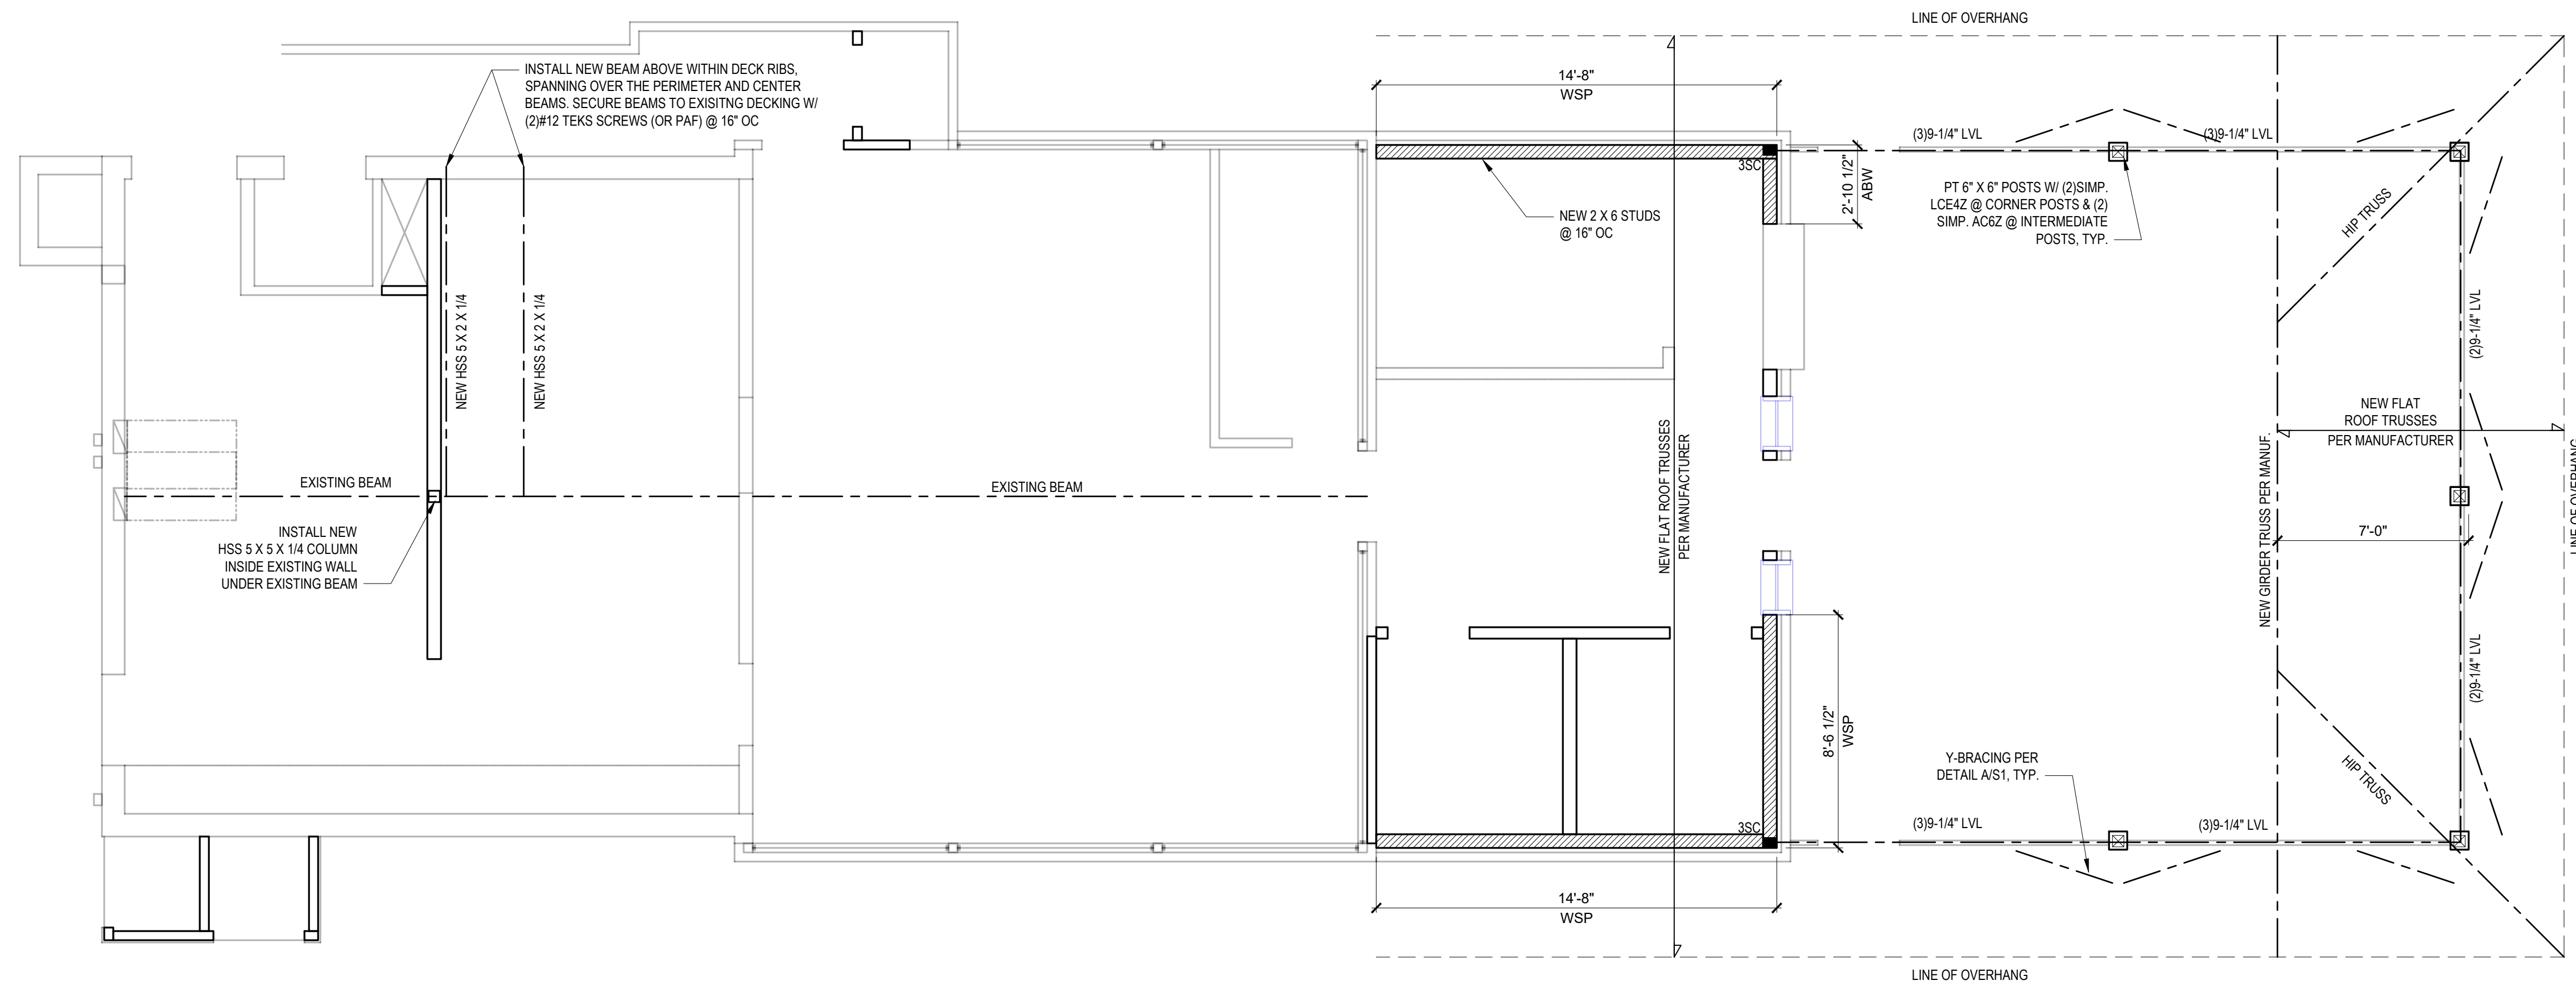 LINE OF OVERHANG
INSTALL NEW BEAM ABOVE WITHIN DECK RIBS,
SPANNING OVER THE PERIMETER AND CENTER
BEAMS. SECURE BEAMS TO EXISITNG DECKING W/
(2)#12 TEKS SCREWS (OR PAF) @ 16" OC
14'-8"
WSP
3SC
2'-10 1/2"
ABW
NEW 2 X 6 STUDS
@ 16" OC
(3)9-1/4" LVL
(3)9-1/4" LVL
PT 6" X 6" POSTS W/ (2)SIMP.
LCE4Z @ CORNER POSTS & (2)
SIMP. AC6Z @ INTERMEDIATE
POSTS, TYP.
HIP TRUSS
NEW HSS 5 X 2 X 1/4
NEW HSS 5 X 2 X 1/4
(2)9-1/4" LVL
NEW FLAT
ROOF TRUSSES
PER MANUFACTURER
EXISTING BEAM
EXISTING BEAM
NEW FLAT ROOF TRUSSES
PER MANUFACTURER
NEW GIRDER TRUSS PER MANUF.
7'-0"
LINE OF OVERHANG
INSTALL NEW
HSS 5 X 5 X 1/4 COLUMN
INSIDE EXISTING WALL
UNDER EXISTING BEAM
(2)9-1/4" LVL
8'-6 1/2"
WSP
Y-BRACING PER
DETAIL A/S1, TYP.
HIP TRUSS
3SC
(3)9-1/4" LVL
(3)9-1/4" LVL
14'-8"
WSP
LINE OF OVERHANG